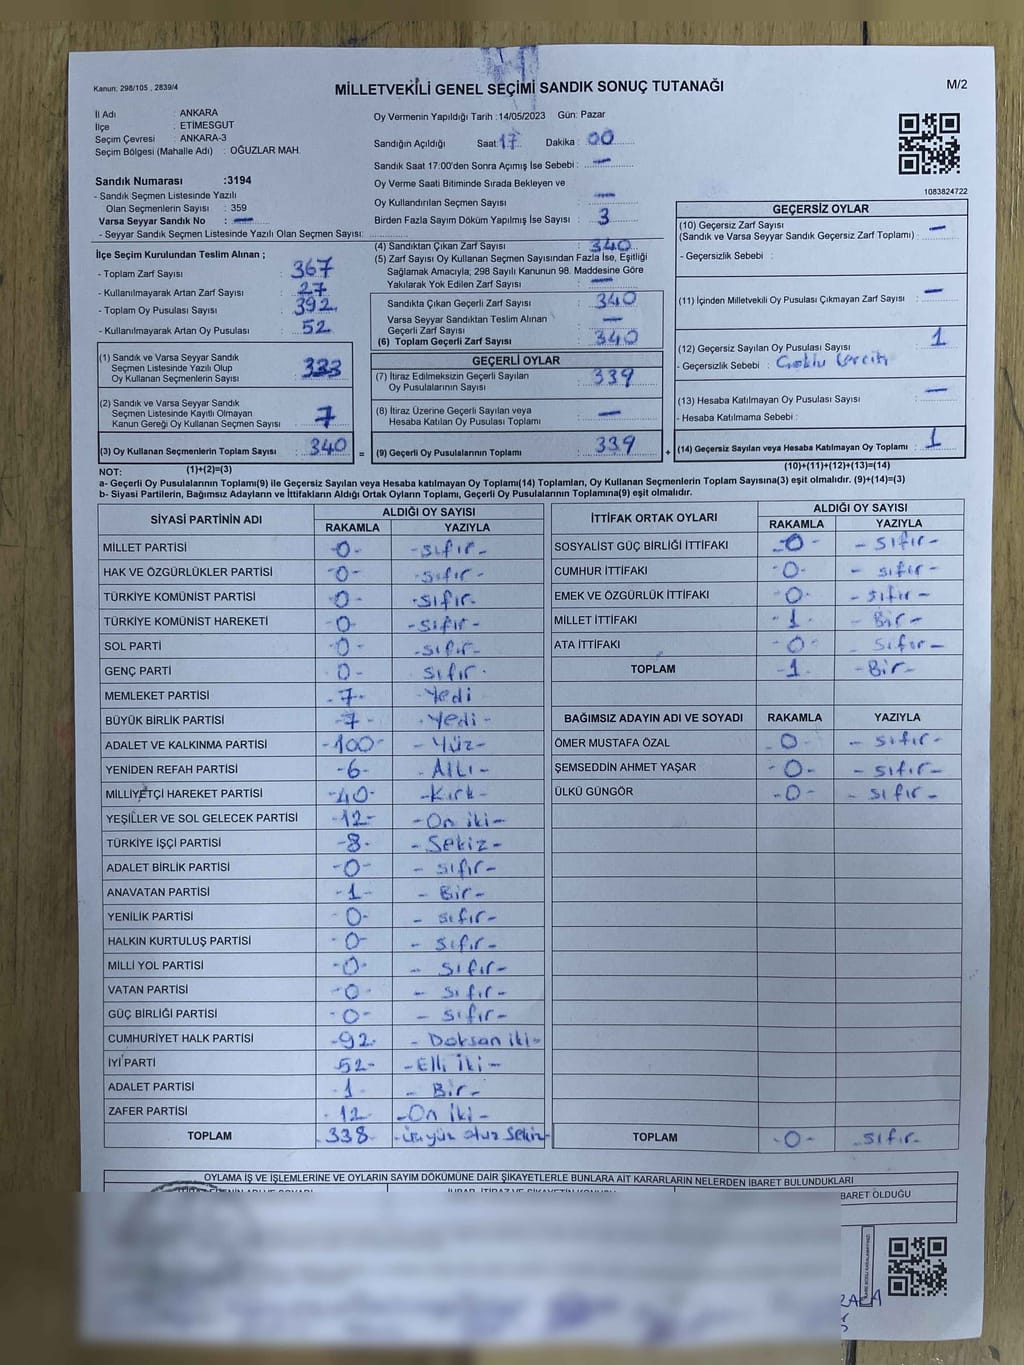 Kanun: 298/105 , 2839/4
MİLLETVEKİLİ GENEL SEÇİMİ SANDIK SONUÇ TUTANAĞI
M/2
İl Adı : ANKARA
İlçe : ETİMESGUT
Seçim Çevresi : ANKARA-3
Seçim Bölgesi (Mahalle Adı) : OĞUZLAR MAH.
Sandık Numarası :3194
- Sandık Seçmen Listesinde Yazılı
Olan Seçmenlerin Sayısı : 359
Varsa Seyyar Sandık No : —
- Seyyar Sandık Seçmen Listesinde Yazılı Olan Seçmen Sayısı:
Oy Vermenin Yapıldığı Tarih :14/05/2023 Gün: Pazar
Sandığın Açıldığı Saat:17 Dakika : 00
Sandık Saat 17:00'den Sonra Açımış İse Sebebi : —
Oy Verme Saati Bitiminde Sırada Bekleyen ve
Oy Kullandırılan Seçmen Sayısı : —
Birden Fazla Sayım Döküm Yapılmış İse Sayısı : 3
1083824722
İlçe Seçim Kurulundan Teslim Alınan ;
- Toplam Zarf Sayısı : 367
- Kullanılmayarak Artan Zarf Sayısı : 27
- Toplam Oy Pusulası Sayısı : 392
- Kullanılmayarak Artan Oy Pusulası : 52
(1) Sandık ve Varsa Seyyar Sandık
Seçmen Listesinde Yazılı Olup
Oy Kullanan Seçmenlerin Sayısı : 333
(2) Sandık ve Varsa Seyyar Sandık
Seçmen Listesinde Kayıtlı Olmayan
Kanun Gereği Oy Kullanan Seçmen Sayısı : 7
(3) Oy Kullanan Seçmenlerin Toplam Sayısı : 340 =
(4) Sandıktan Çıkan Zarf Sayısı : 340
(5) Zarf Sayısı Oy Kullanan Seçmen Sayısından Fazla İse, Eşitliği
Sağlamak Amacıyla; 298 Sayılı Kanunun 98. Maddesine Göre
Yakılarak Yok Edilen Zarf Sayısı : —
Sandıkta Çıkan Geçerli Zarf Sayısı : 340
Varsa Seyyar Sandıktan Teslim Alınan
Geçerli Zarf Sayısı : —
(6) Toplam Geçerli Zarf Sayısı : 340
GEÇERLİ OYLAR
(7) İtiraz Edilmeksizin Geçerli Sayılan
Oy Pusulalarının Sayısı : 339
(8) İtiraz Üzerine Geçerli Sayılan veya
Hesaba Katılan Oy Pusulası Toplamı : —
(9) Geçerli Oy Pusulalarının Toplamı : 339 +
GEÇERSİZ OYLAR
(10) Geçersiz Zarf Sayısı
(Sandık ve Varsa Seyyar Sandık Geçersiz Zarf Toplamı) : —
- Geçersizlik Sebebi :
(11) İçinden Milletvekili Oy Pusulası Çıkmayan Zarf Sayısı : —
(12) Geçersiz Sayılan Oy Pusulası Sayısı : 1
- Geçersizlik Sebebi :
(13) Hesaba Katılmayan Oy Pusulası Sayısı : —
- Hesaba Katılmama Sebebi :
(14) Geçersiz Sayılan veya Hesaba Katılmayan Oy Toplamı : 1
NOT: (1)+(2)=(3) (10)+(11)+(12)+(13)=(14)
a- Geçerli Oy Pusulalarının Toplamı(9) ile Geçersiz Sayılan veya Hesaba katılmayan Oy Toplamı(14) Toplamları, Oy Kullanan Seçmenlerin Toplam Sayısına(3) eşit olmalıdır. (9)+(14)=(3)
b- Siyasi Partilerin, Bağımsız Adayların ve İttifakların Aldığı Ortak Oyların Toplamı, Geçerli Oy Pusulalarının Toplamına(9) eşit olmalıdır.
SİYASİ PARTİNİN ADI ALDIĞI OY SAYISI
RAKAMLA YAZIYLA
MİLLET PARTİSİ -0- -sıfır-
HAK VE ÖZGÜRLÜKLER PARTİSİ -0- -sıfır-
TÜRKİYE KOMÜNİST PARTİSİ -0- -sıfır-
TÜRKİYE KOMÜNİST HAREKETİ -0- -sıfır-
SOL PARTİ -0- -sıfır-
GENÇ PARTİ 0- sıfır-
MEMLEKET PARTİSİ -7- -Yedi
BÜYÜK BİRLİK PARTİSİ -7- -Yedi-
ADALET VE KALKINMA PARTİSİ -100- -Yüz-
YENİDEN REFAH PARTİSİ -6- -Altı-
MİLLİYETÇİ HAREKET PARTİSİ -40- -Kırk-
YEŞİLLER VE SOL GELECEK PARTİSİ -12- -On iki-
TÜRKİYE İŞÇİ PARTİSİ -8- -Sekiz-
ADALET BİRLİK PARTİSİ -0- -sıfır-
ANAVATAN PARTİSİ -1- -Bir-
YENİLİK PARTİSİ -0- -sıfır-
HALKIN KURTULUŞ PARTİSİ -0- -sıfır-
MİLLİ YOL PARTİSİ -0- -sıfır-
VATAN PARTİSİ -0- -sıfır-
GÜÇ BİRLİĞİ PARTİSİ -0- -sıfır-
CUMHURİYET HALK PARTİSİ -92- -Doksan iki-
İYİ PARTİ 52- -Elli iki-
ADALET PARTİSİ -1- -Bir-
ZAFER PARTİSİ -12- -On iki-
TOPLAM -338- -üçyüz otuz sekiz-
İTTİFAK ORTAK OYLARI ALDIĞI OY SAYISI
RAKAMLA YAZIYLA
SOSYALİST GÜÇ BİRLİĞİ İTTİFAKI -0- -sıfır-
CUMHUR İTTİFAKI -0- -sıfır-
EMEK VE ÖZGÜRLÜK İTTİFAKI -0- -sıfır-
MİLLET İTTİFAKI -1- -Bir-
ATA İTTİFAKI -0- -sıfır-
TOPLAM -1- -Bir-
BAĞIMSIZ ADAYIN ADI VE SOYADI RAKAMLA YAZIYLA
ÖMER MUSTAFA ÖZAL 0- -sıfır-
ŞEMSEDDİN AHMET YAŞAR -0- -sıfır-
ÜLKÜ GÜNGÖR -0- -sıfır-
TOPLAM -0- -sıfır-
OYLAMA İŞ VE İŞLEMLERİNE VE OYLARIN SAYIM DÖKÜMÜNE DAİR ŞİKAYETLERLE BUNLARA AİT KARARLARIN NELERDEN İBARET BULUNDUKLARI
BARET OLDUĞU